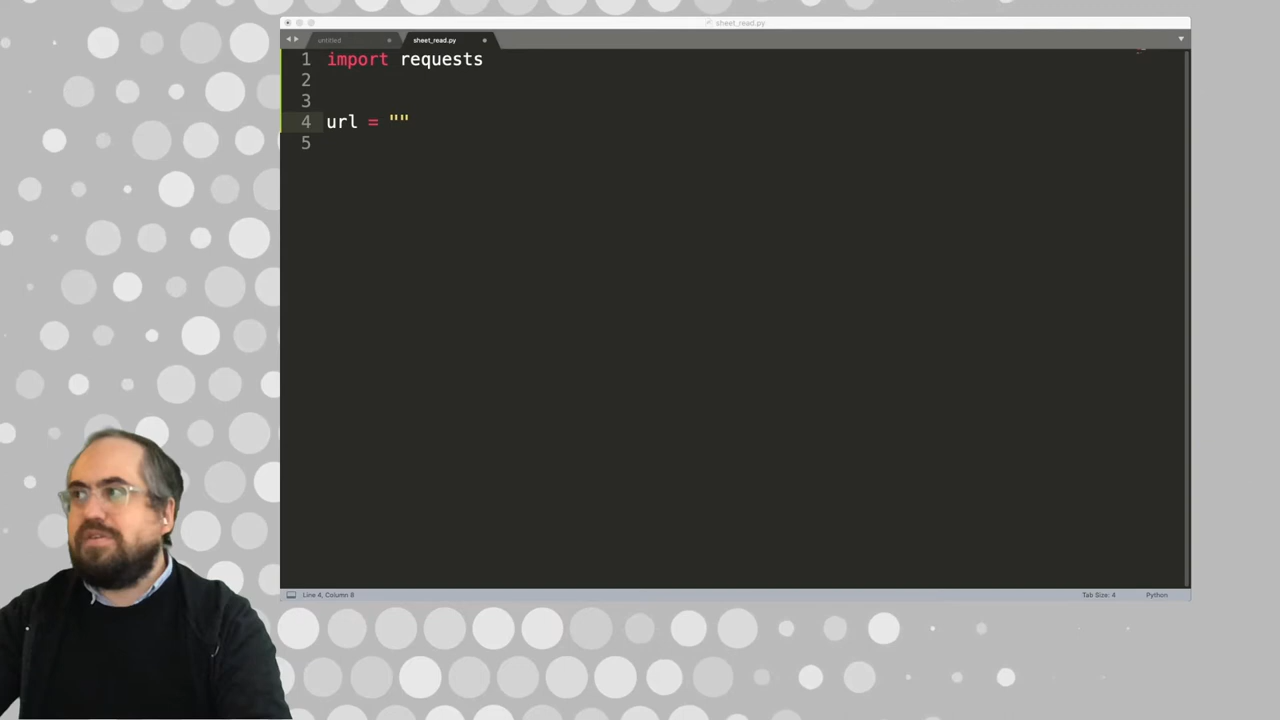 sheet_read.py
untitled
sheet_read.py
1 import requests
2
3
4 url = ""
5
Line 4, Column 8
Tab Size: 4
Python